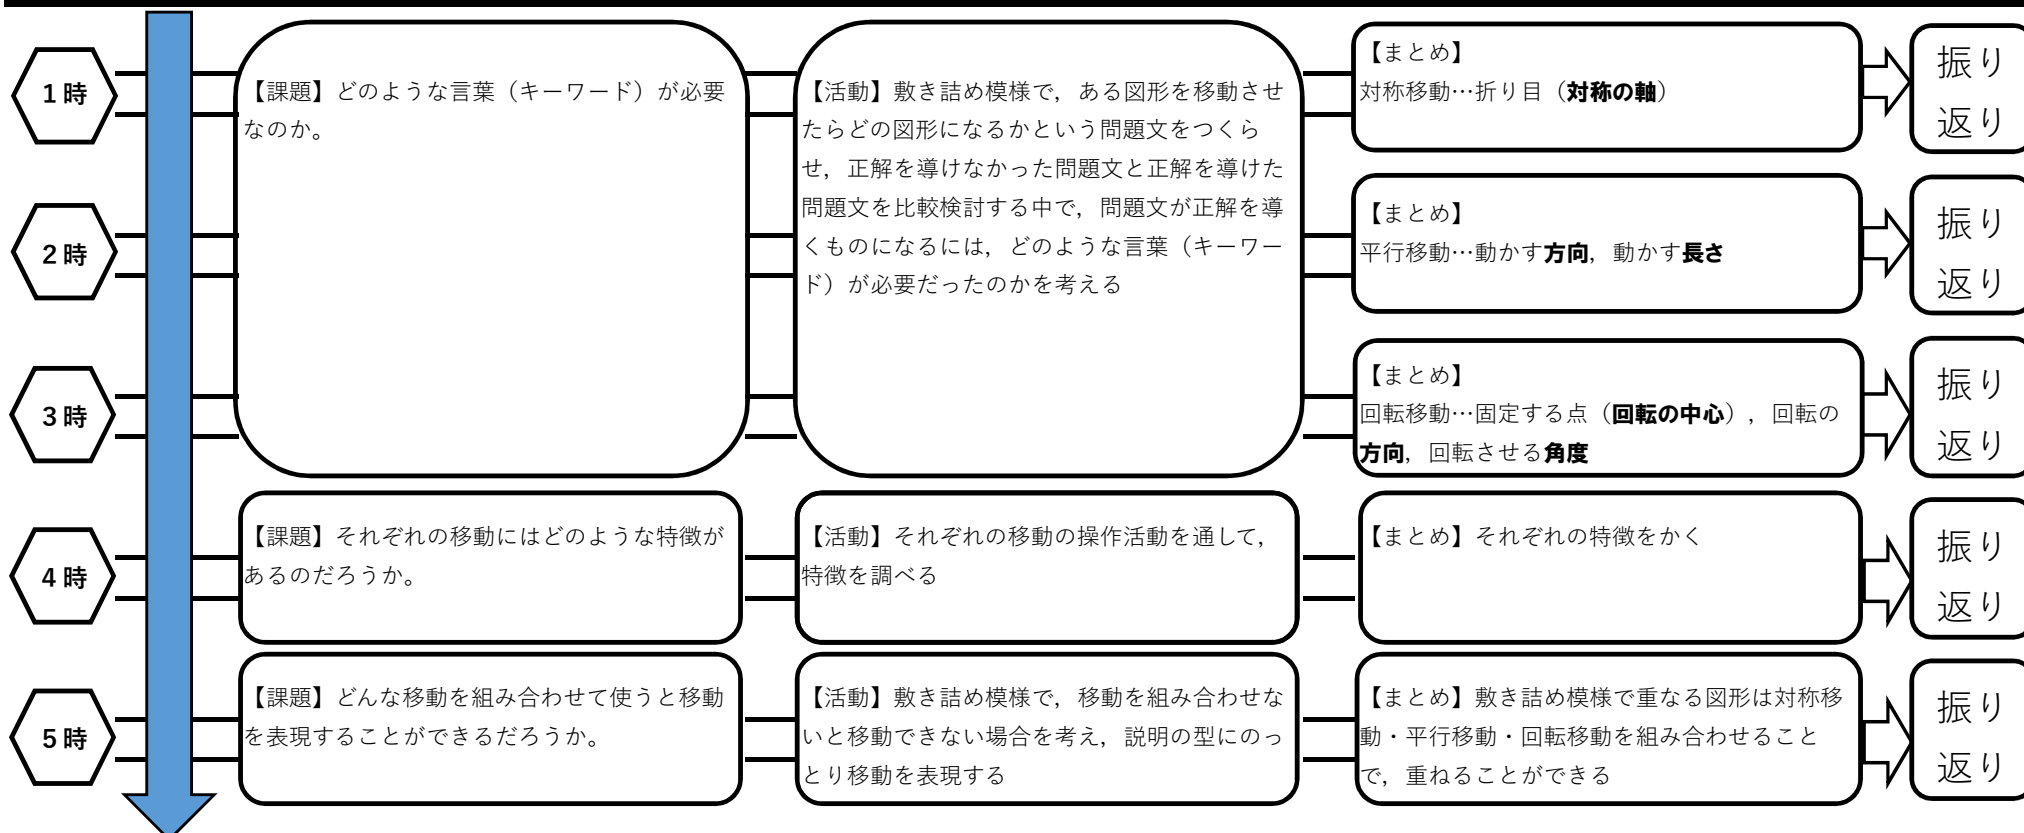 1時
【課題】どのような言葉（キーワード）が必要
なのか。
【活動】敷き詰め模様で，ある図形を移動させ
たらどの図形になるかという問題文をつくら
せ，正解を導けなかった問題文と正解を導けた
問題文を比較検討する中で，問題文が正解を導
くものになるには，どのような言葉（キーワー
ド）が必要だったのかを考える
【まとめ】
対称移動…折り目（対称の軸）
振り
返り
2時
【まとめ】
平行移動…動かす方向，動かす長さ
振り
返り
3時
【まとめ】
回転移動…固定する点（回転の中心），回転の
方向，回転させる角度
振り
返り
4時
【課題】それぞれの移動にはどのような特徴が
あるのだろうか。
【活動】それぞれの移動の操作活動を通して，
特徴を調べる
【まとめ】それぞれの特徴をかく
振り
返り
5時
【課題】どんな移動を組み合わせて使うと移動
を表現することができるだろうか。
【活動】敷き詰め模様で，移動を組み合わせな
いと移動できない場合を考え，説明の型にのっ
とり移動を表現する
【まとめ】敷き詰め模様で重なる図形は対称移
動・平行移動・回転移動を組み合わせること
で，重ねることができる
振り
返り